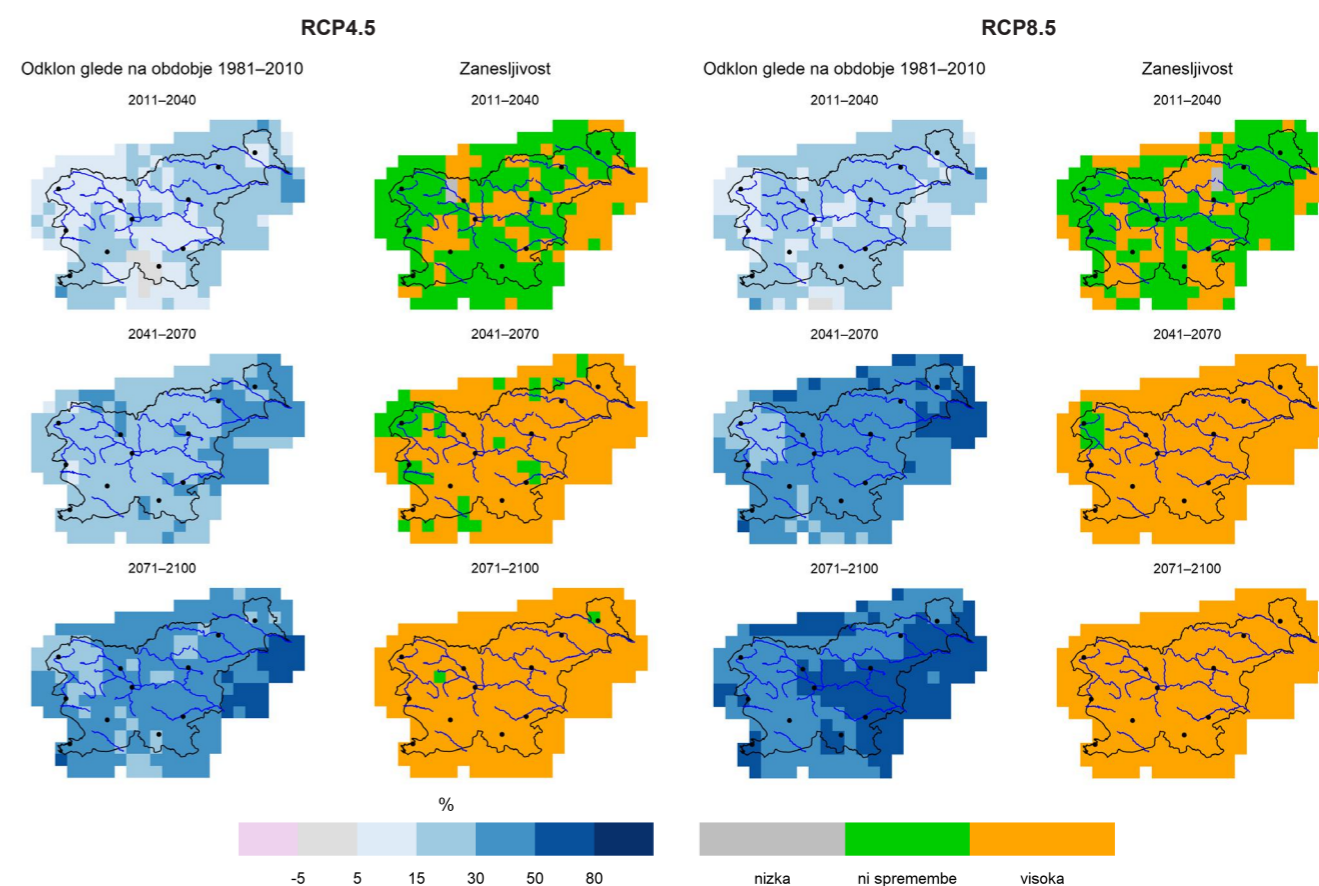 RCP4.5 RCP8.5
Odklon glede na obdobje 1981–2010 Zanesljivost Odklon glede na obdobje 1981–2010 Zanesljivost
2011–2040 2011–2040 2011–2040 2011–2040
2041–2070 2041–2070 2041–2070 2041–2070
2071–2100 2071–2100 2071–2100 2071–2100
%
-5 5 15 30 50 80 nizka ni spremembe visoka